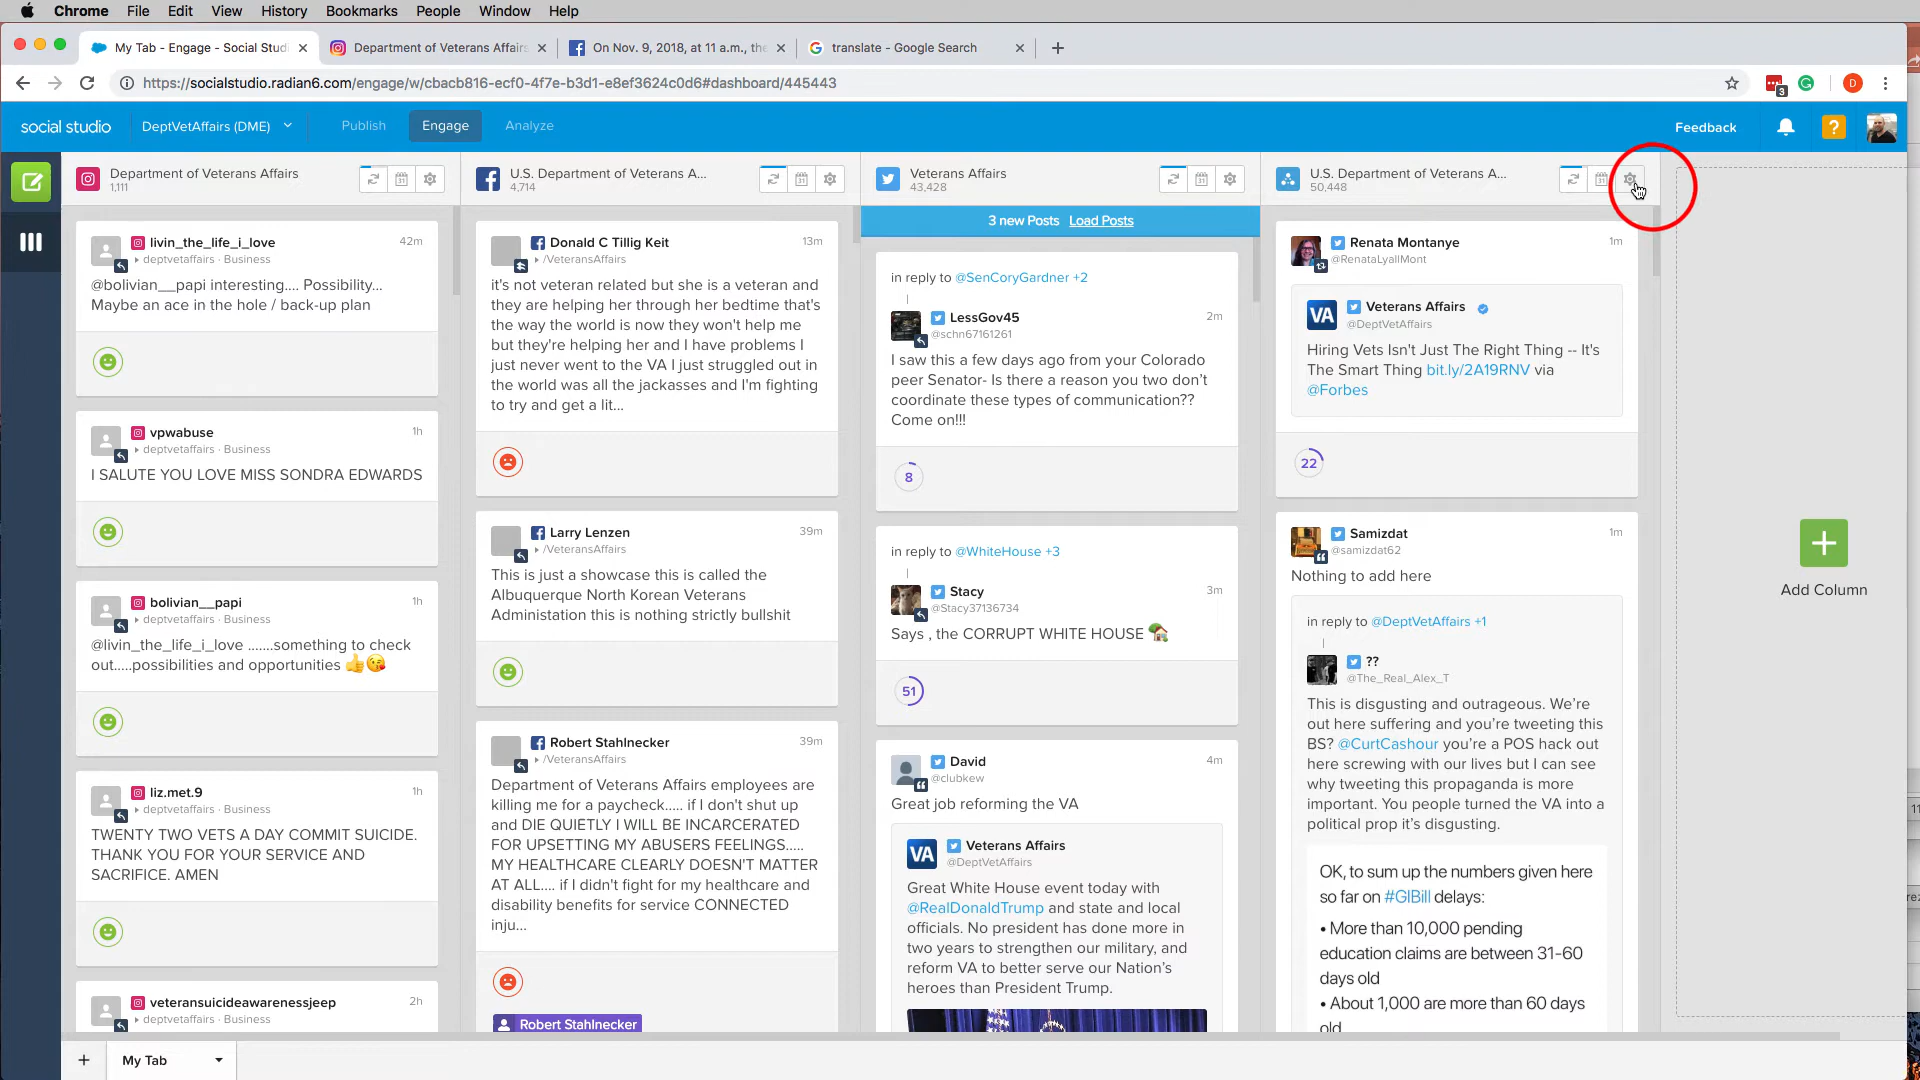 Chrome File Edit View History Bookmarks People Window Help
My Tab - Engage - Social Studi
Department of Veterans Affairs
On Nov. 9, 2018, at 11 a.m., the
translate - Google Search
https://socialstudio.radian6.com/engage/w/cbacb816-ecf0-4f7e-b3d1-e8ef3624c0d6#dashboard/445443
3
D
social studio
DeptVetAffairs (DME)
Publish
Engage
Analyze
Feedback
?
Department of Veterans Affairs
1,111
31
livin_the_life_i_love
42m
deptvetaffairs · Business
@bolivian__papi interesting.... Possibility...
Maybe an ace in the hole / back-up plan
vpwabuse
1h
deptvetaffairs · Business
I SALUTE YOU LOVE MISS SONDRA EDWARDS
bolivian__papi
1h
deptvetaffairs · Business
@livin_the_life_i_love .......something to check
out.....possibilities and opportunities 👍😘
liz.met.9
1h
deptvetaffairs · Business
TWENTY TWO VETS A DAY COMMIT SUICIDE.
THANK YOU FOR YOUR SERVICE AND
SACRIFICE. AMEN
veteransuicideawarenessjeep
2h
deptvetaffairs · Business
U.S. Department of Veterans A...
4,714
31
Donald C Tillig Keit
13m
/VeteransAffairs
it's not veteran related but she is a veteran and
they are helping her through her bedtime that's
the way the world is now they won't help me
but they're helping her and I have problems I
just never went to the VA I just struggled out in
the world was all the jackasses and I'm fighting
to try and get a lit...
Larry Lenzen
39m
/VeteransAffairs
This is just a showcase this is called the
Albuquerque North Korean Veterans
Administation this is nothing strictly bullshit
Robert Stahlnecker
39m
/VeteransAffairs
Department of Veterans Affairs employees are
killing me for a paycheck..... if I don't shut up
and DIE QUIETLY I WILL BE INCARCERATED
FOR UPSETTING MY ABUSERS FEELINGS.....
MY HEALTHCARE CLEARLY DOESN'T MATTER
AT ALL.... if I didn't fight for my healthcare and
disability benefits for service CONNECTED
inju...
Robert Stahlnecker
Veterans Affairs
43,428
31
3 new Posts Load Posts
in reply to @SenCoryGardner +2
LessGov45
2m
@schn67161261
I saw this a few days ago from your Colorado
peer Senator- Is there a reason you two don't
coordinate these types of communication??
Come on!!!
8
in reply to @WhiteHouse +3
Stacy
3m
@Stacy37136734
Says , the CORRUPT WHITE HOUSE 🏡
51
David
4m
@clubkew
Great job reforming the VA
VA
Veterans Affairs
@DeptVetAffairs
Great White House event today with
@RealDonaldTrump and state and local
officials. No president has done more in
two years to strengthen our military, and
reform VA to better serve our Nation's
heroes than President Trump.
U.S. Department of Veterans A...
50,448
31
Renata Montanye
1m
@RenataLyallMont
VA
Veterans Affairs
@DeptVetAffairs
Hiring Vets Isn't Just The Right Thing -- It's
The Smart Thing bit.ly/2A19RNV via
@Forbes
22
Samizdat
1m
@samizdat62
Nothing to add here
in reply to @DeptVetAffairs +1
??
@The_Real_Alex_T
This is disgusting and outrageous. We're
out here suffering and you're tweeting this
BS? @CurtCashour you're a POS hack out
here screwing with our lives but I can see
why tweeting this propaganda is more
important. You people turned the VA into a
political prop it's disgusting.
OK, to sum up the numbers given here
so far on #GIBill delays:
• More than 10,000 pending
education claims are between 31-60
days old
• About 1,000 are more than 60 days
old
Add Column
My Tab